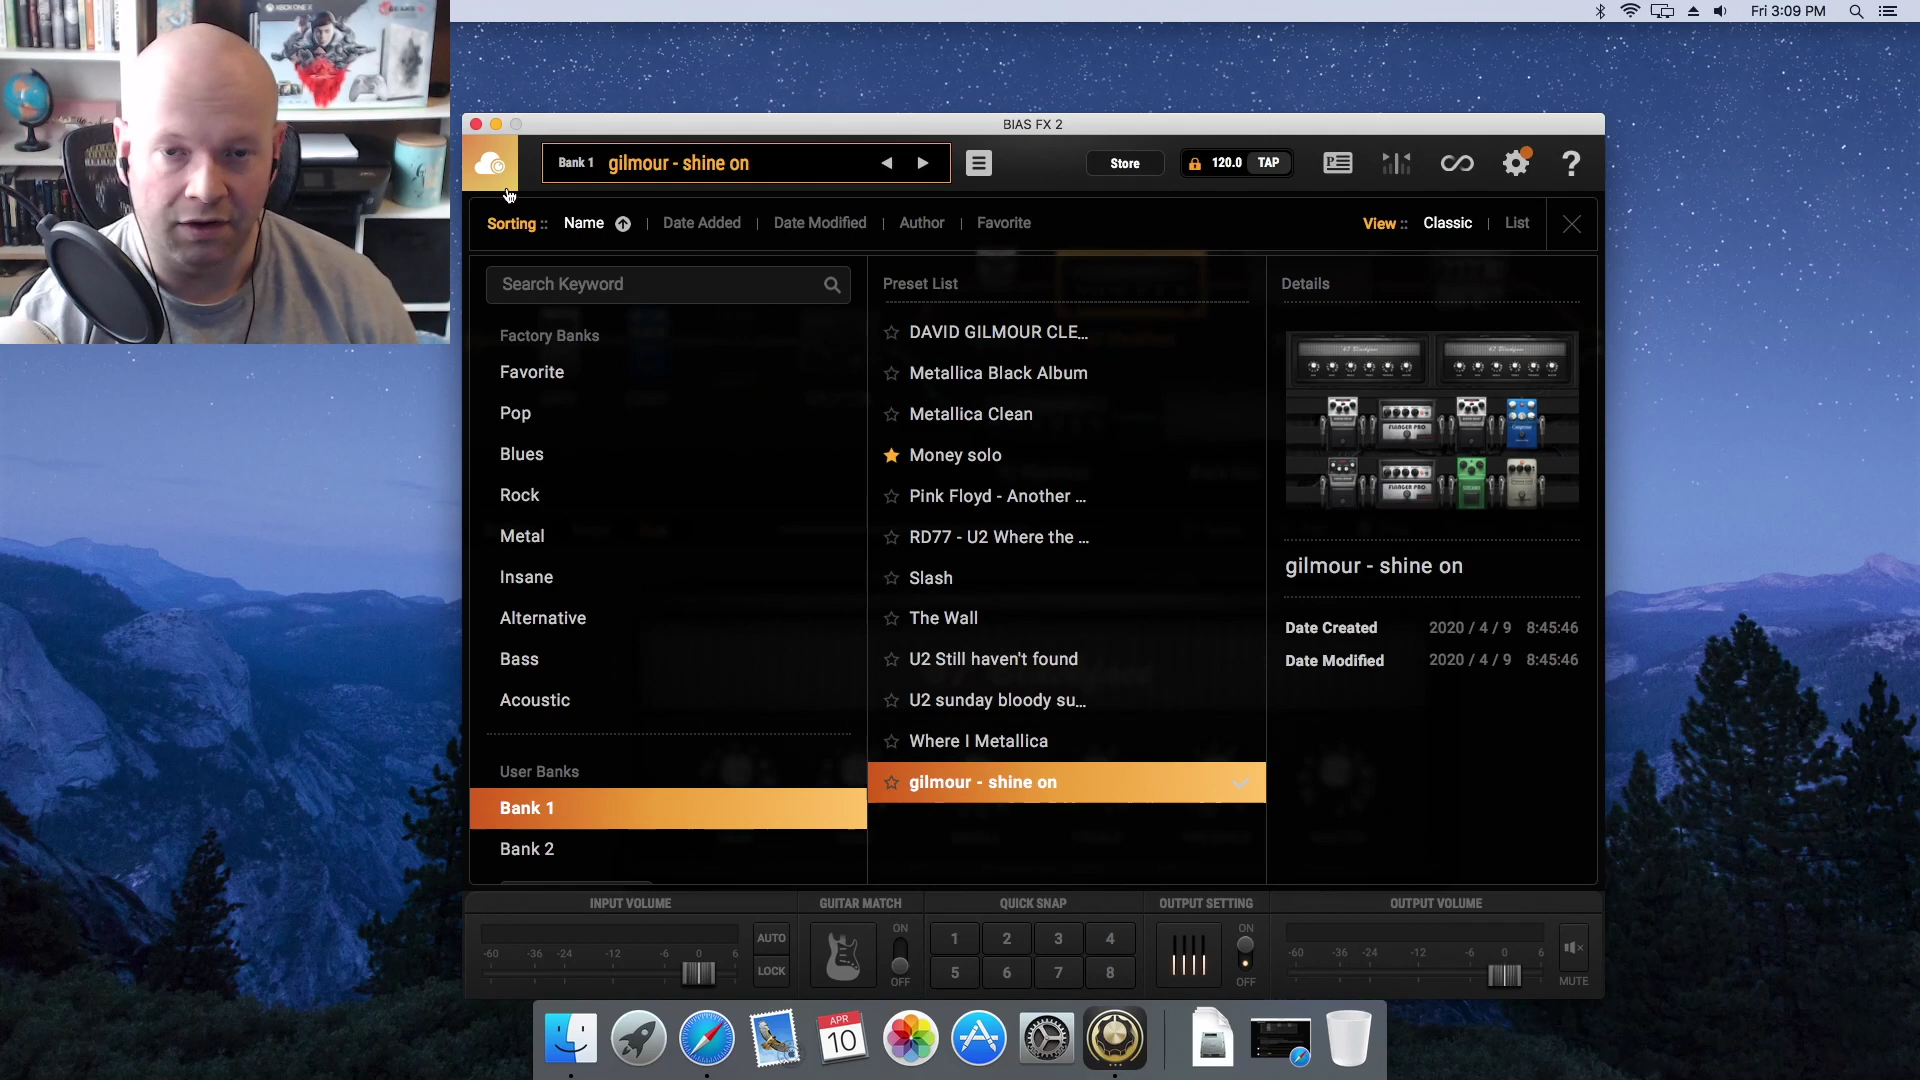 XBOX ONE X
Fri 3:09 PM
BIAS FX 2
Bank 1 gilmour - shine on
Store
120.0 TAP
?
Sorting :: Name | Date Added | Date Modified | Author | Favorite
View :: Classic | List
Search Keyword
Preset List
Details
Factory Banks
Favorite
Pop
Blues
Rock
Metal
Insane
Alternative
Bass
Acoustic
User Banks
Bank 1
Bank 2
DAVID GILMOUR CLE...
Metallica Black Album
Metallica Clean
Money solo
Pink Floyd - Another ...
RD77 - U2 Where the ...
Slash
The Wall
U2 Still haven't found
U2 sunday bloody su...
Where I Metallica
gilmour - shine on
FLANGER PRO
FLANGER PRO
gilmour - shine on
Date Created 2020 / 4 / 9 8:45:46
Date Modified 2020 / 4 / 9 8:45:46
INPUT VOLUME
-60 -36 -24 -12 -6 0 6
AUTO
LOCK
GUITAR MATCH
ON
OFF
QUICK SNAP
1 2 3 4
5 6 7 8
OUTPUT SETTING
ON
OFF
OUTPUT VOLUME
-60 -36 -24 -12 -6 0 6
MUTE
APR
10